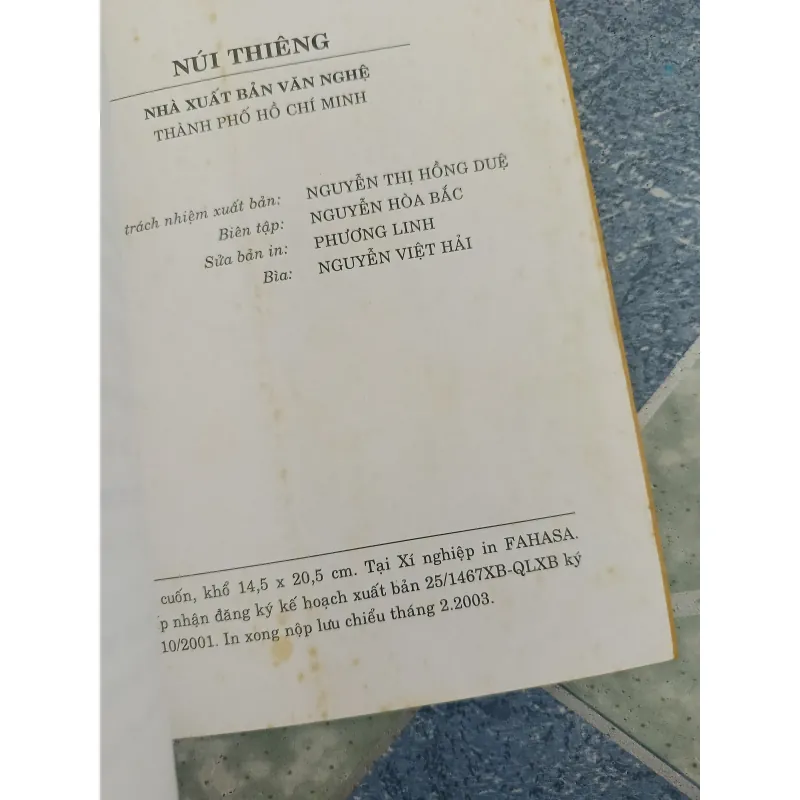 NÚI THIÊNG
NHÀ XUẤT BẢN VĂN NGHỆ
THÀNH PHỐ HỒ CHÍ MINH
trách nhiệm xuất bản: NGUYỄN THỊ HỒNG DUỆ
Biên tập: NGUYỄN HÒA BẮC
Sửa bản in: PHƯƠNG LINH
Bìa: NGUYỄN VIỆT HẢI
cuốn, khổ 14,5 x 20,5 cm. Tại Xí nghiệp in FAHASA.
p nhận đăng ký kế hoạch xuất bản 25/1467XB-QLXB ký
10/2001. In xong nộp lưu chiểu tháng 2.2003.